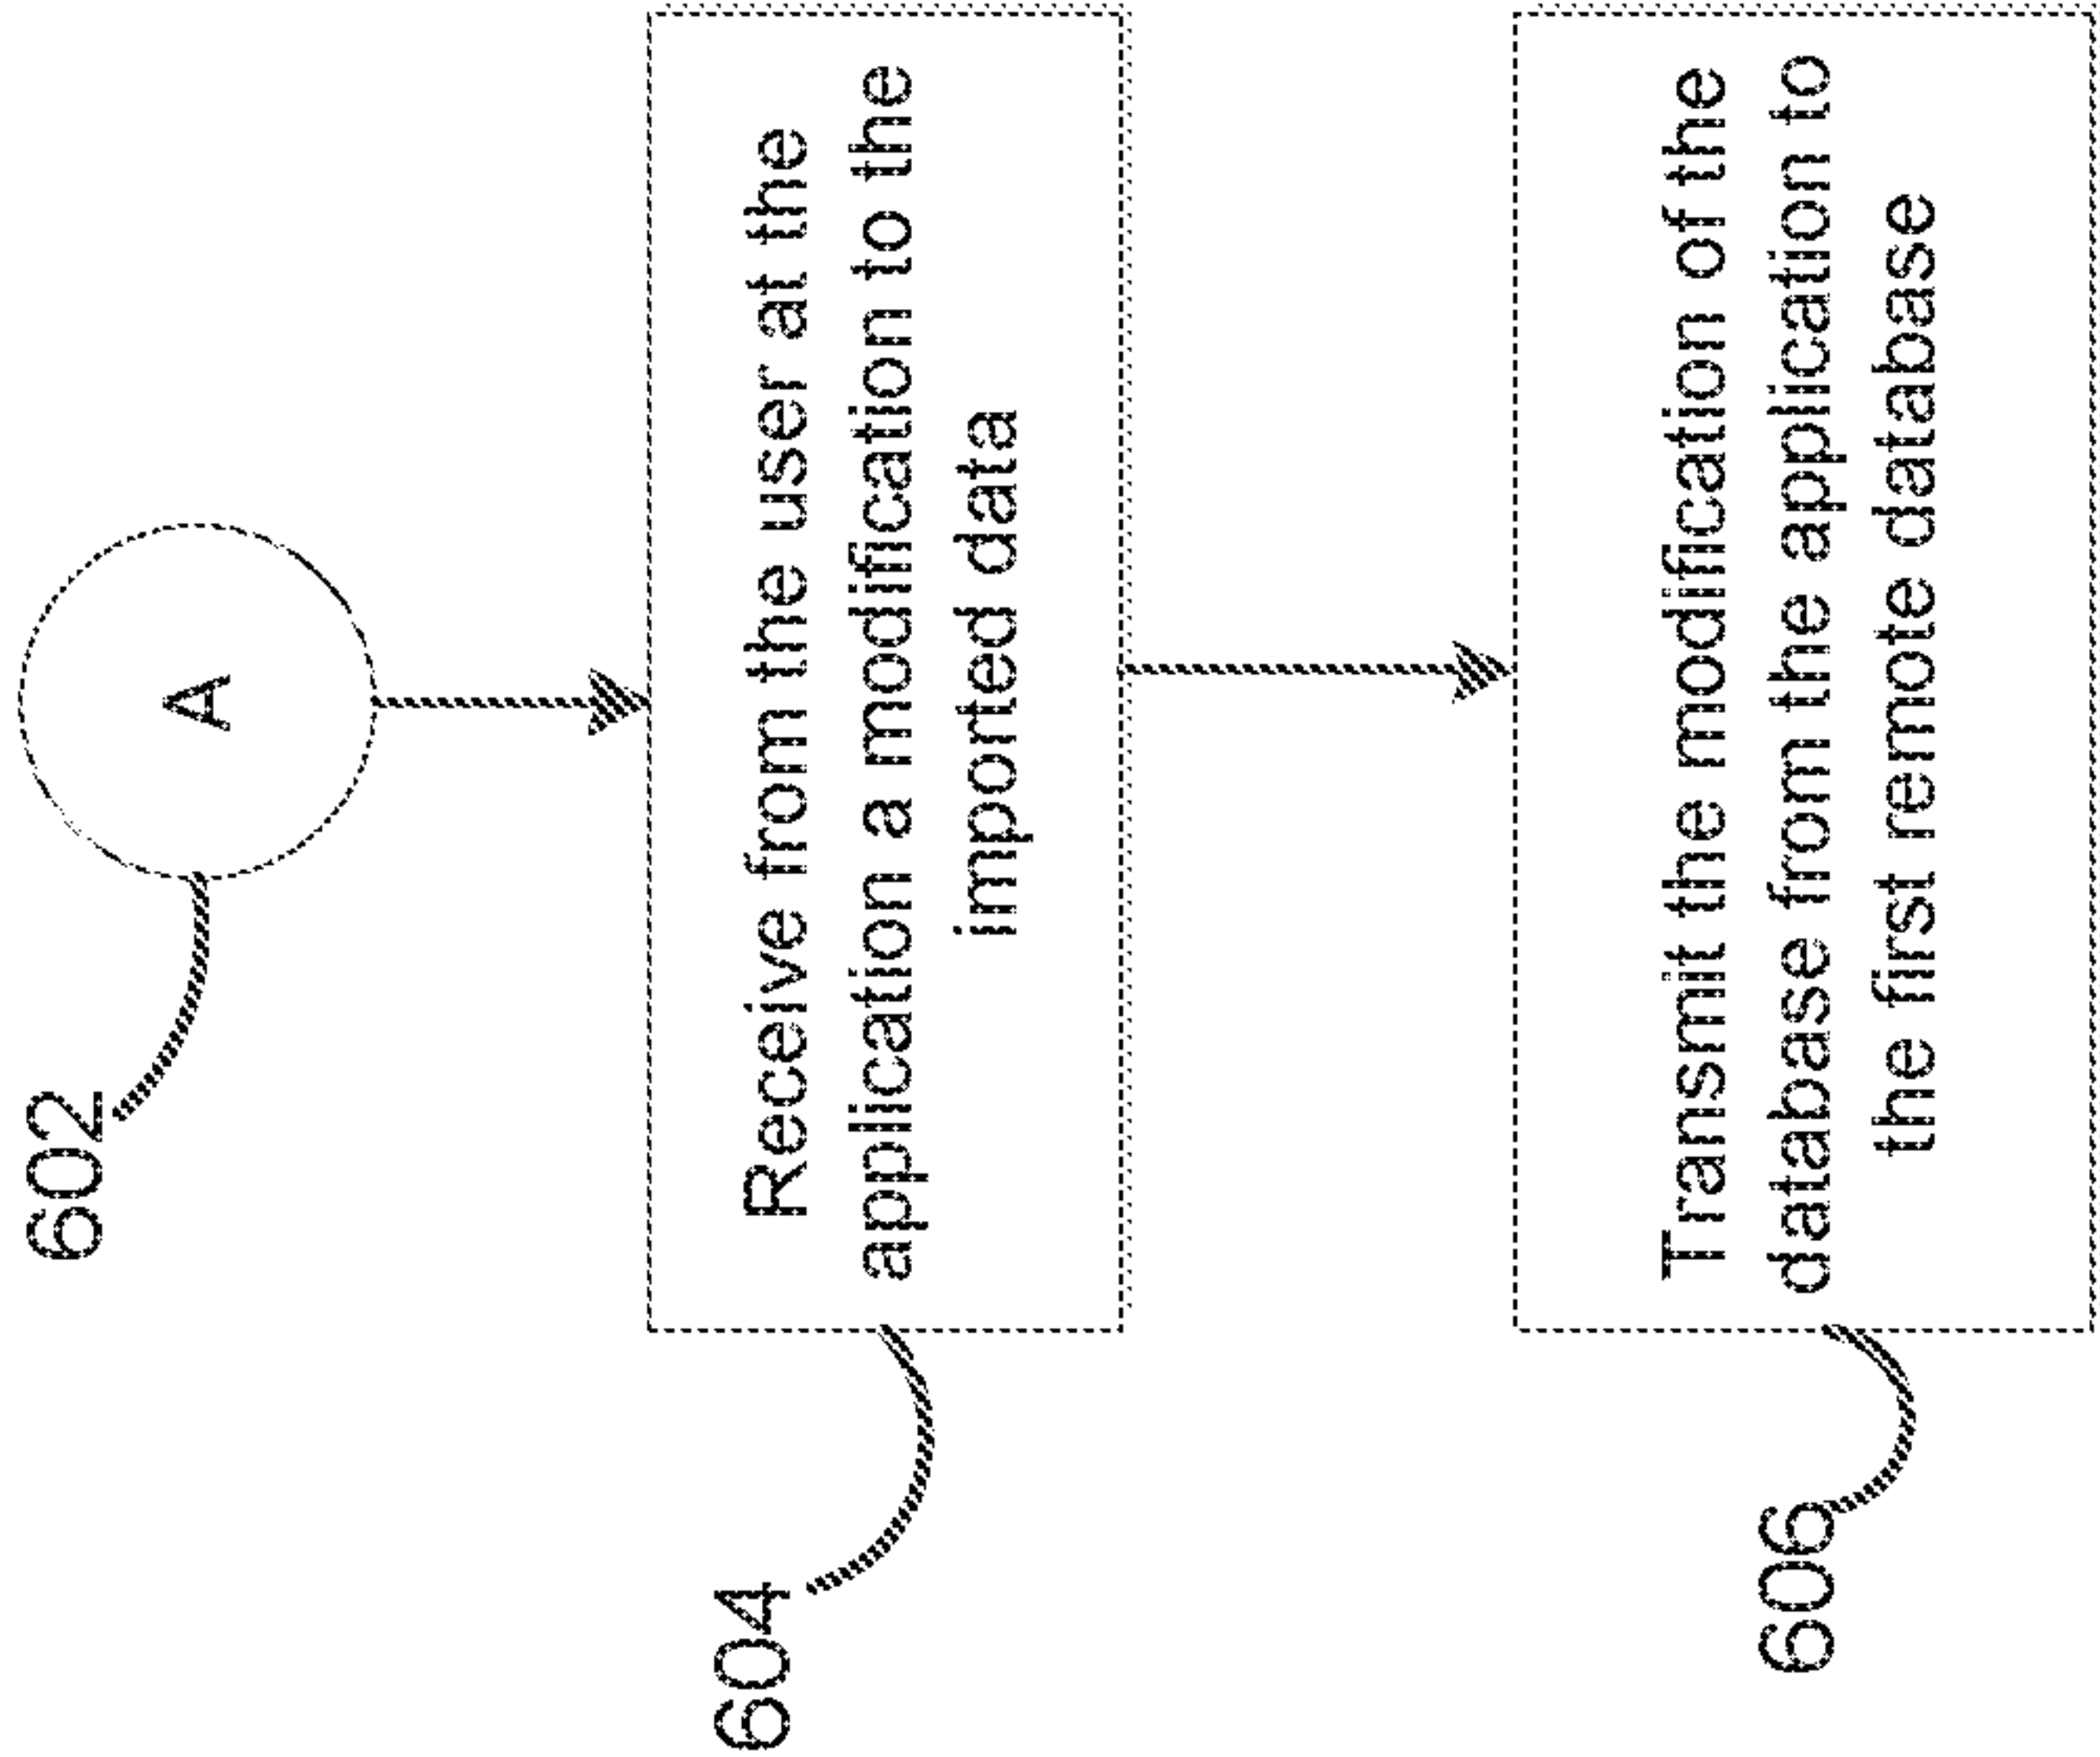 602
A
604
Receive from the user at the
application a modification to the
imported data
606
Transmit the modification of the
database from the application to
the first remote database